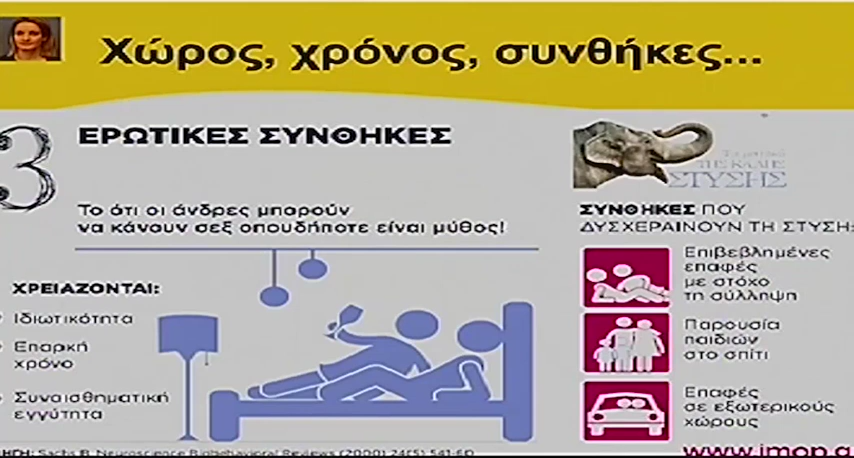 Χώρος, χρόνος, συνθήκες...
3
ΕΡΩΤΙΚΕΣ ΣΥΝΘΗΚΕΣ
Το ότι οι άνδρες μπορούν
να κάνουν σεξ οπουδήποτε είναι μύθος!
ΧΡΕΙΑΖΟΝΤΑΙ:
Ιδιωτικότητα
Επαρκή
χρόνο
Συναισθηματική
εγγύτητα
ΤΗΣ ΚΑΛΗΣ
ΣΤΥΣΗΣ
ΣΥΝΘΗΚΕΣ ΠΟΥ
ΔΥΣΧΕΡΑΙΝΟΥΝ ΤΗ ΣΤΥΣΗ:
Επιβεβλημένες
επαφές
με στόχο
τη σύλληψη
Παρουσία
παιδιών
στο σπίτι
Επαφές
σε εξωτερικούς
χώρους
Sachs B. Neuroscience Biobehavioral Reviews (2000) 24(5) 541-60
www.imop.g